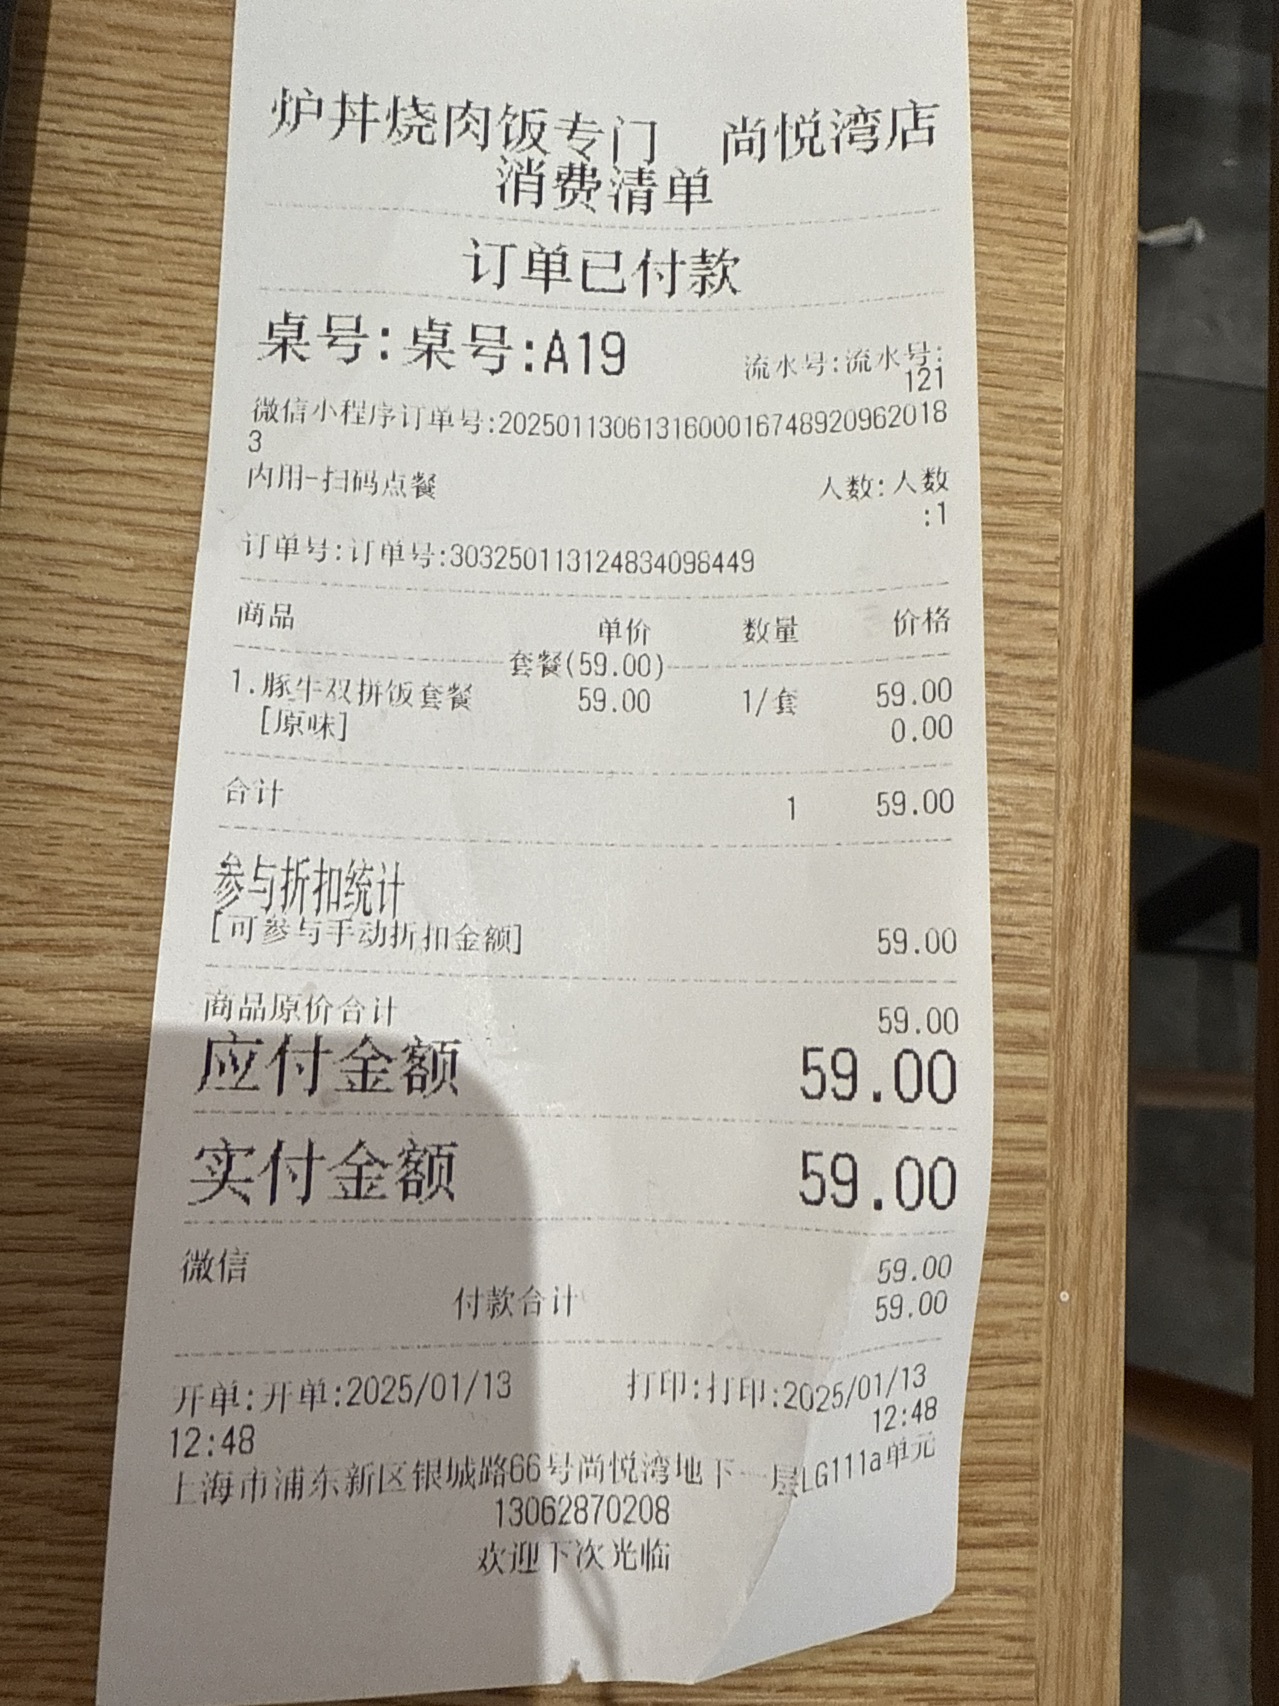 炉丼烧肉饭专门 尚悦湾店
消费清单
订单已付款
桌号:桌号:A19 流水号:流水号:
121
微信小程序订单号:2025011306131600016748920962018
3
内用-扫码点餐 人数:人数
:1
订单号:订单号:303250113124834098449
商品 单价 数量 价格
套餐(59.00)
1.豚牛双拼饭套餐 59.00 1/套 59.00
[原味] 0.00
合计 1 59.00
参与折扣统计
[可参与手动折扣金额] 59.00
商品原价合计 59.00
应付金额 59.00
实付金额 59.00
微信 59.00
付款合计 59.00
开单:开单:2025/01/13 打印:打印:2025/01/13
12:48 12:48
上海市浦东新区银城路66号尚悦湾地下一层LG111a单元
13062870208
欢迎下次光临